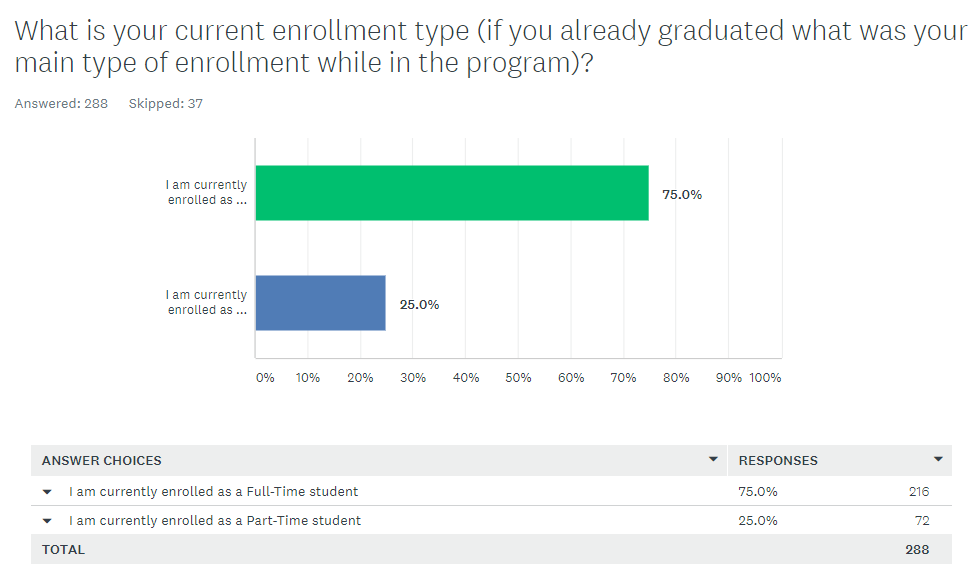 What is your current enrollment type (if you already graduated what was your
main type of enrollment while in the program)?
Answered: 288 Skipped: 37
I am currently
enrolled as ...
75.0%
I am currently
enrolled as ...
25.0%
0% 10% 20% 30% 40% 50% 60% 70% 80% 90% 100%
ANSWER CHOICES RESPONSES
I am currently enrolled as a Full-Time student 75.0% 216
I am currently enrolled as a Part-Time student 25.0% 72
TOTAL 288